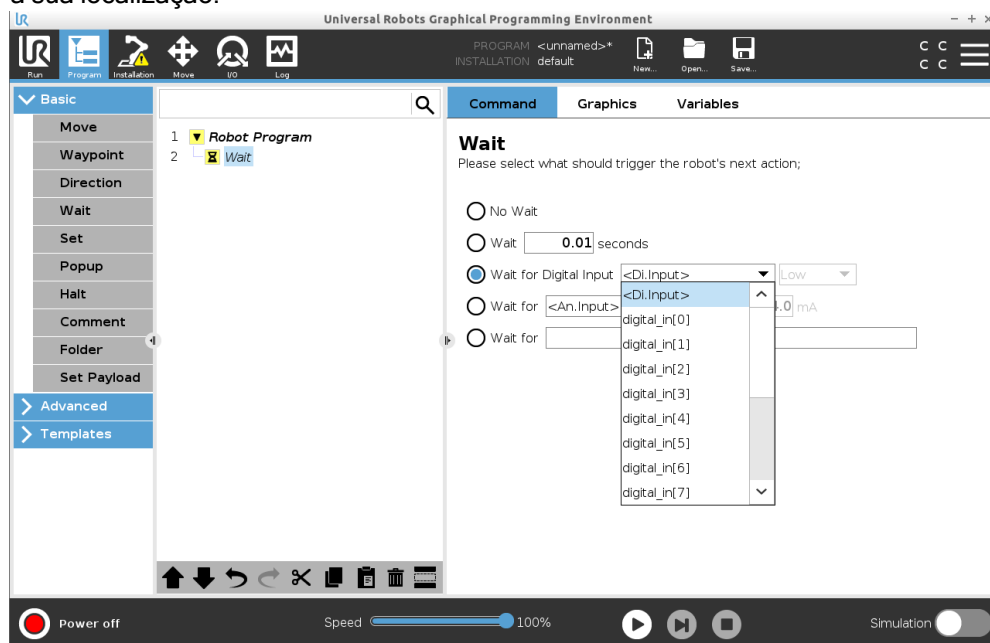 a sua localização.
UR Universal Robots Graphical Programming Environment
PROGRAM <unnamed>*
INSTALLATION default
Run Program Installation Move I/O Log New... Open... Save...
C C
C C
Basic
Move
Waypoint
Direction
Wait
Set
Popup
Halt
Comment
Folder
Set Payload
Advanced
Templates
1 Robot Program
2 Wait
Command Graphics Variables
Wait
Please select what should trigger the robot's next action;
No Wait
Wait 0.01 seconds
Wait for Digital Input <Di.Input> Low
Wait for <An.Input> mA
Wait for
<Di.Input>
digital_in[0]
digital_in[1]
digital_in[2]
digital_in[3]
digital_in[4]
digital_in[5]
digital_in[6]
digital_in[7]
Power off Speed 100% Simulation